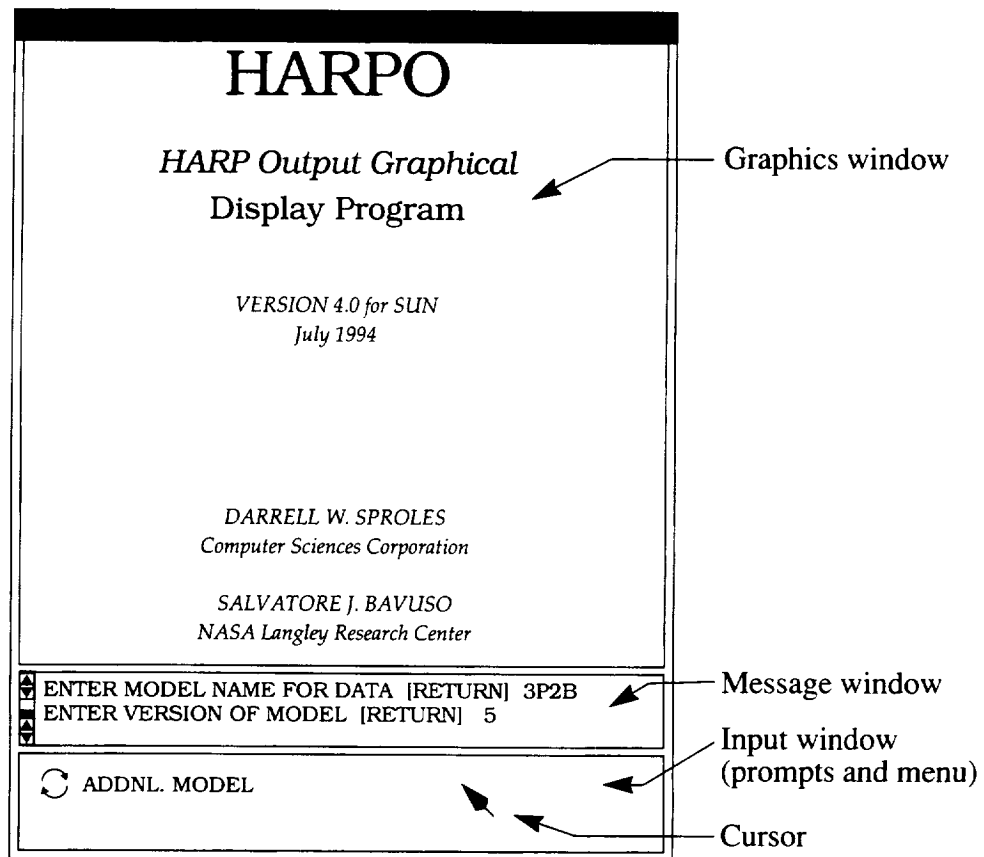 HARPO
HARP Output Graphical
Display Program
Graphics window
VERSION 4.0 for SUN
July 1994
DARRELL W. SPROLES
Computer Sciences Corporation
SALVATORE J. BAVUSO
NASA Langley Research Center
ENTER MODEL NAME FOR DATA [RETURN] 3P2B
ENTER VERSION OF MODEL [RETURN] 5
Message window
Input window
(prompts and menu)
ADDNL. MODEL
Cursor